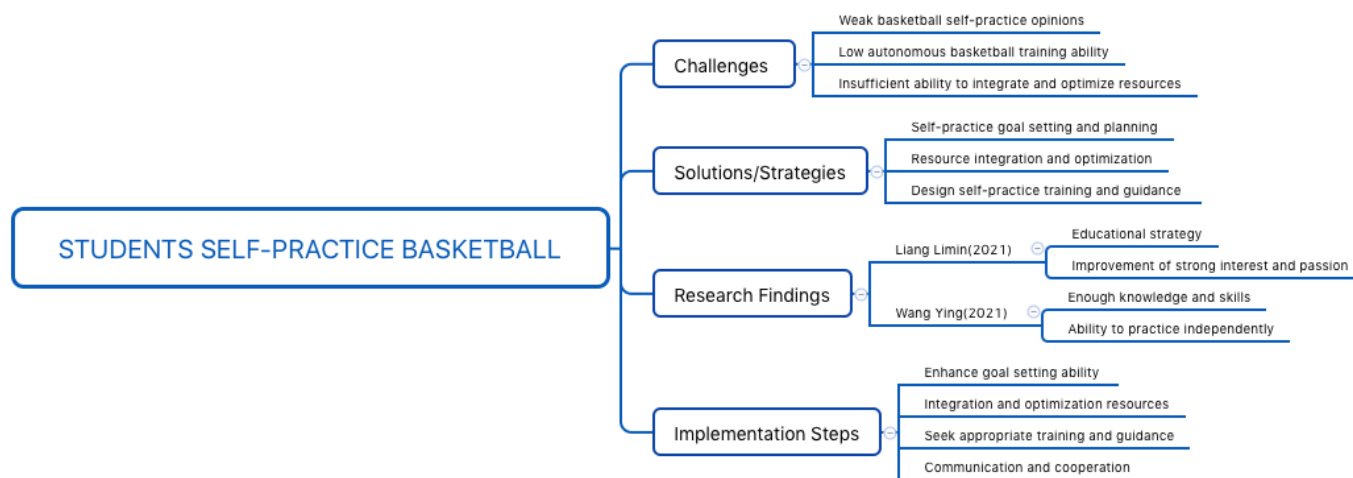 STUDENTS SELF-PRACTICE BASKETBALL
Challenges
Weak basketball self-practice opinions
Low autonomous basketball training ability
Insufficient ability to integrate and optimize resources
Solutions/Strategies
Self-practice goal setting and planning
Resource integration and optimization
Design self-practice training and guidance
Research Findings
Liang Limin(2021)
Educational strategy
Improvement of strong interest and passion
Wang Ying(2021)
Enough knowledge and skills
Ability to practice independently
Implementation Steps
Enhance goal setting ability
Integration and optimization resources
Seek appropriate training and guidance
Communication and cooperation